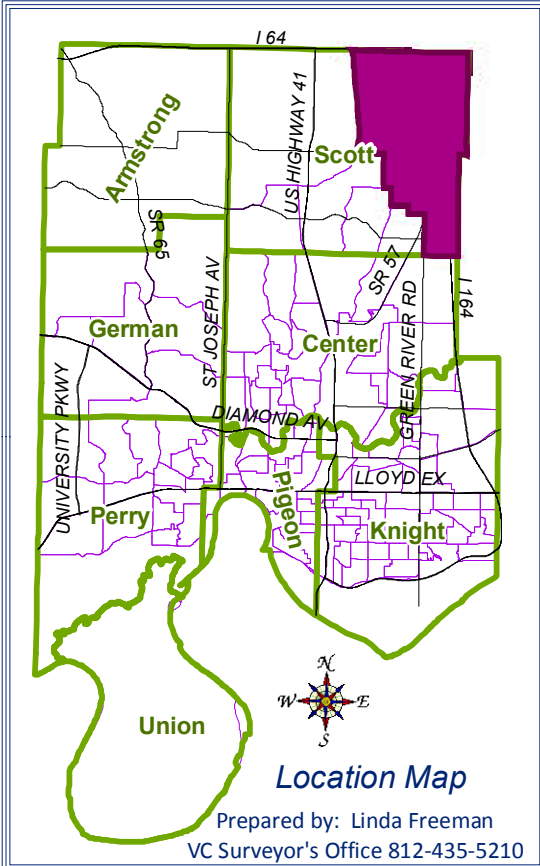 I 64
Armstrong
US HIGHWAY 41
Scott
SR 65
ST JOSEPH AV
SR 57
I 164
German
Center
GREEN RIVER RD
UNIVERSITY PKWY
DIAMOND AV
LLOYD EX
Perry
Pigeon
Knight
N
W
E
S
Union
Location Map
Prepared by: Linda Freeman
VC Surveyor's Office 812-435-5210